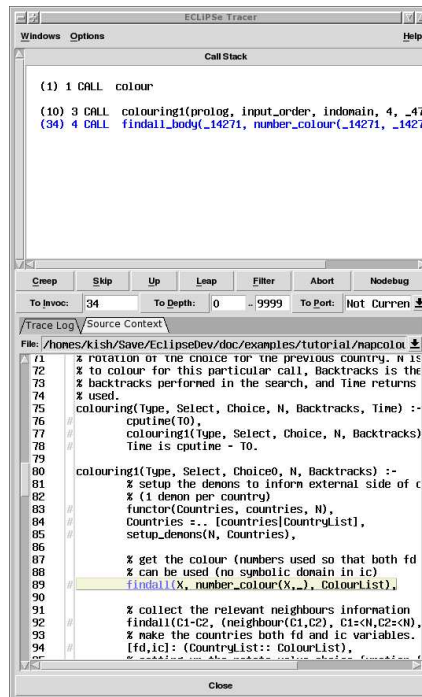 ECLiPSe Tracer
Windows Options Help
Call Stack
(1) 1 CALL colour
(10) 3 CALL colouring1(prolog, input_order, indomain, 4, _47
(34) 4 CALL findall_body(_14271, number_colour(_14271, _1427
Creep Skip Up Leap Filter Abort Nodebug
To Invoc: 34 To Depth: 0 .. 9999 To Port: Not Curren
Trace Log Source Context
File: /homes/kish/Save/EclipseDev/doc/examples/tutorial/mapcolou
71 % rotation of the choice for the previous country. N is
72 % to colour for this particular call, Backtracks is the
73 % backtracks performed in the search, and Time returns
74 % used.
75 colouring(Type, Select, Choice, N, Backtracks, Time) :-
76 # cputime(T0),
77 # colouring1(Type, Select, Choice, N, Backtracks)
78 # Time is cputime - T0.
79
80 colouring1(Type, Select, Choice0, N, Backtracks) :-
81 % setup the demons to inform external side of c
82 % (1 demon per country)
83 # functor(Countries, countries, N),
84 # Countries =.. [countries|CountryList],
85 # setup_demons(N, Countries),
86
87 % get the colour (numbers used so that both fd
88 % can be used (no symbolic domain in ic)
89 # findall(X, number_colour(X,_), ColourList),
90
91 % collect the relevant neighbours information
92 # findall(C1-C2, (neighbour(C1,C2), C1=<N,C2=<N),
93 % make the countries both fd and ic variables.
94 # [fd,ic]: (CountryList:: ColourList),
Close